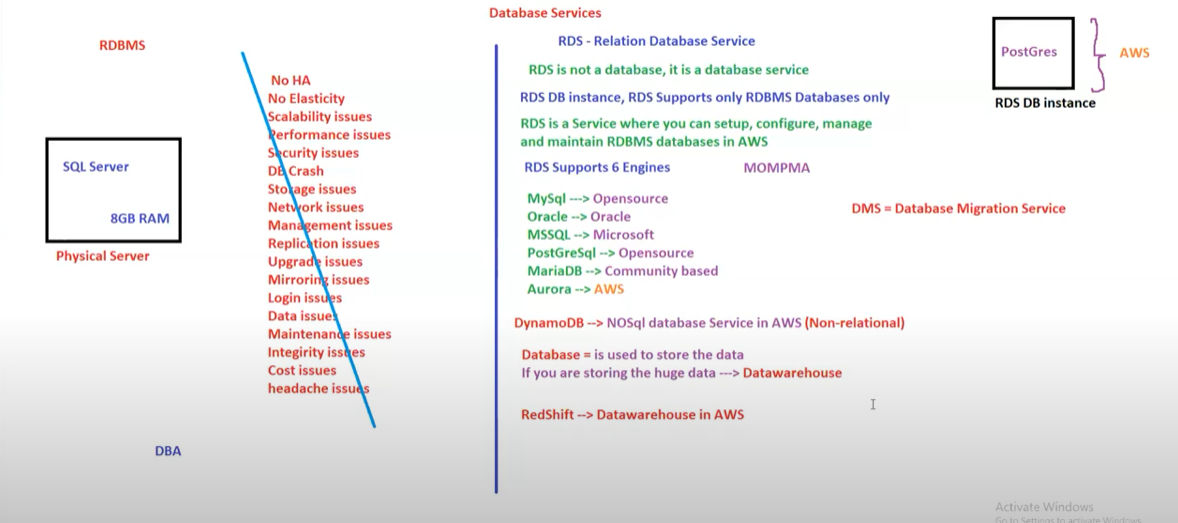 Database Services
RDBMS
SQL Server
8GB RAM
Physical Server
DBA
No HA
No Elasticity
Scalability issues
Performance issues
Security issues
DB Crash
Storage issues
Network issues
Management issues
Replication issues
Upgrade issues
Mirroring issues
Login issues
Data issues
Maintenance issues
Integirity issues
Cost issues
headache issues
RDS - Relation Database Service
RDS is not a database, it is a database service
RDS DB instance, RDS Supports only RDBMS Databases only
RDS is a Service where you can setup, configure, manage
and maintain RDBMS databases in AWS
RDS Supports 6 Engines MOMPMA
MySql ---> Opensource
Oracle --> Oracle
MSSQL --> Microsoft
PostGreSql --> Opensource
MariaDB --> Community based
Aurora --> AWS
DynamoDB --> NOSql database Service in AWS (Non-relational)
Database = is used to store the data
If you are storing the huge data ---> Datawarehouse
RedShift --> Datawarehouse in AWS
PostGres
AWS
RDS DB instance
DMS = Database Migration Service
Activate Windows
Go to Settings to activate Windows.